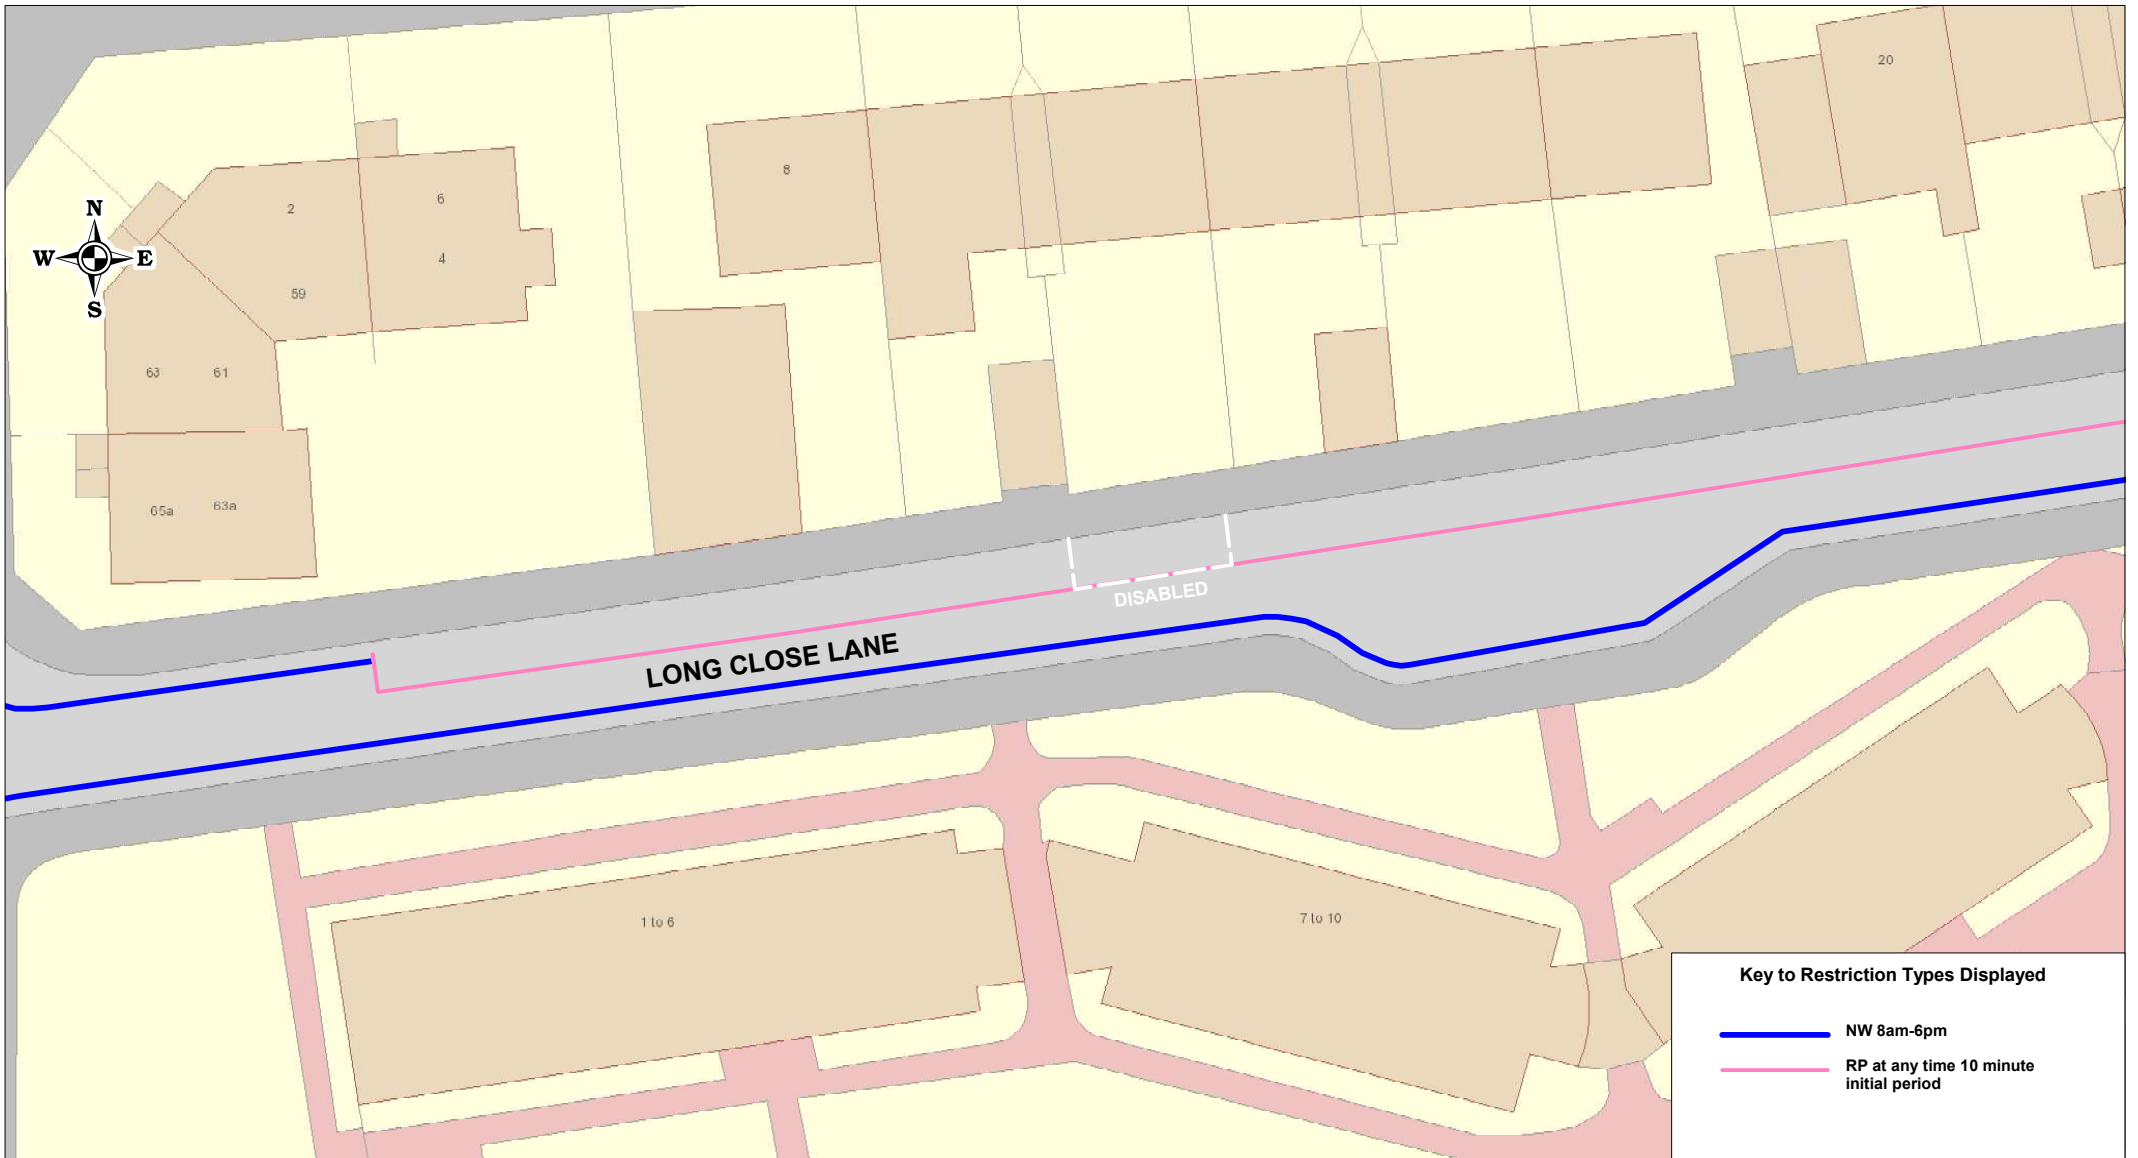 20
8
6
2
4
59
63 61
65a 63a
N
W E
S
DISABLED
LONG CLOSE LANE
1 to 6
7 to 10
Key to Restriction Types Displayed
NW 8am-6pm
RP at any time 10 minute
initial period